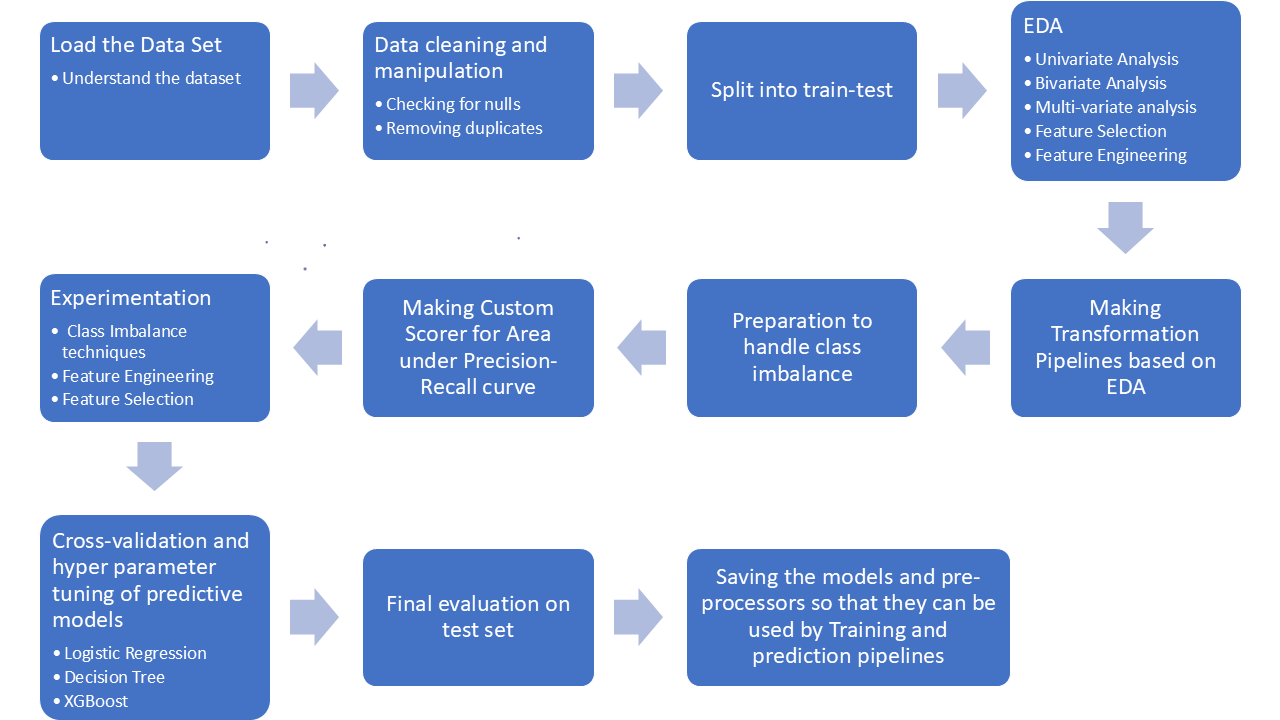 Load the Data Set
• Understand the dataset
Data cleaning and
manipulation
• Checking for nulls
• Removing duplicates
Split into train-test
EDA
• Univariate Analysis
• Bivariate Analysis
• Multi-variate analysis
• Feature Selection
• Feature Engineering
Making
Transformation
Pipelines based on
EDA
Preparation to
handle class
imbalance
Making Custom
Scorer for Area
under Precision-
Recall curve
Experimentation
• Class Imbalance
techniques
• Feature Engineering
• Feature Selection
Cross-validation and
hyper parameter
tuning of predictive
models
• Logistic Regression
• Decision Tree
• XGBoost
Final evaluation on
test set
Saving the models and pre-
processors so that they can be
used by Training and
prediction pipelines